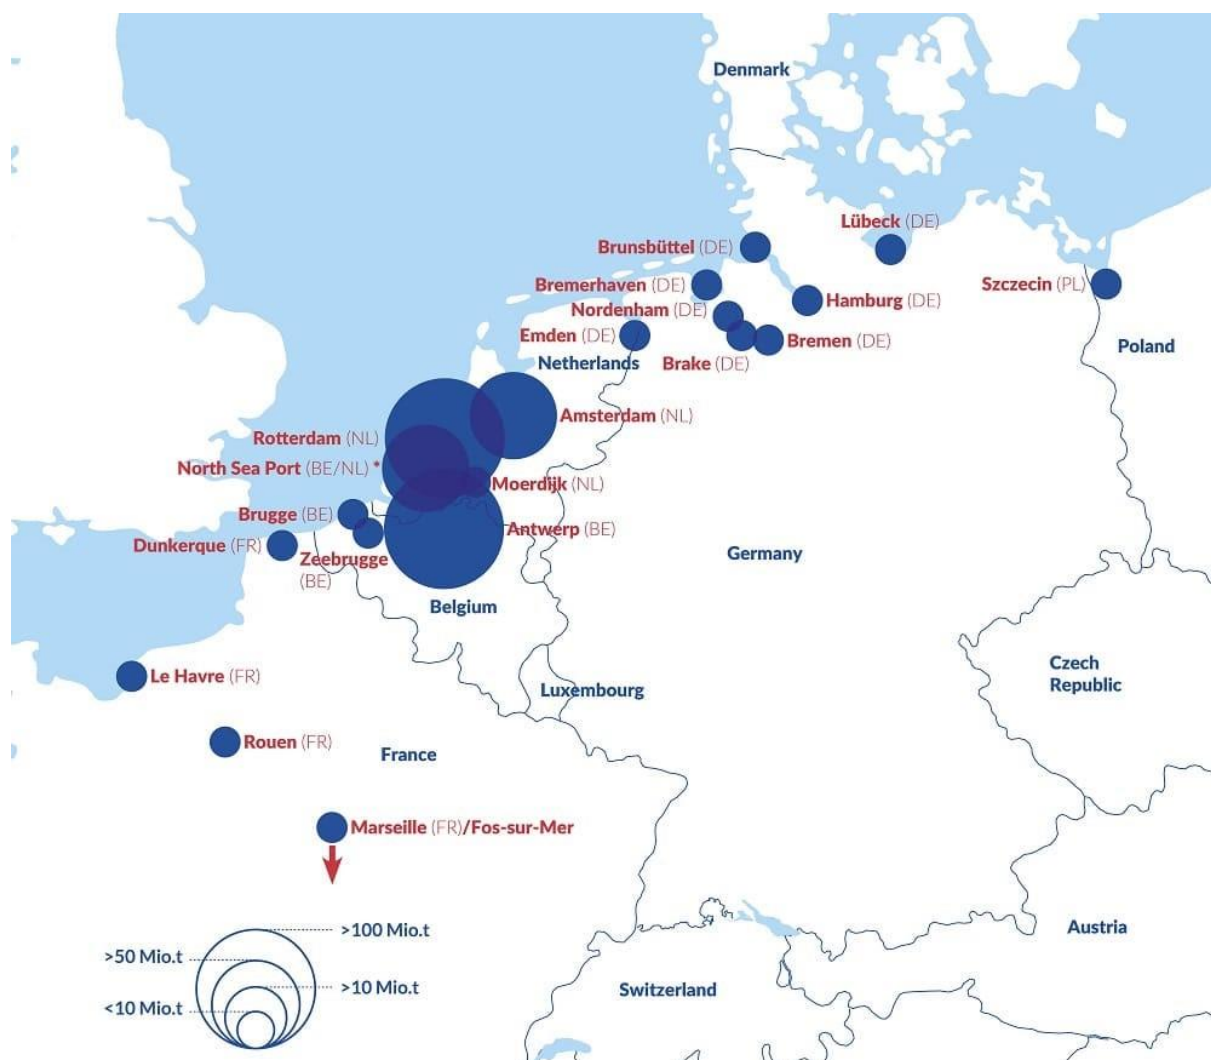 Denmark
Lübeck (DE)
Brunsbüttel (DE)
Bremerhaven (DE)
Szczecin (PL)
Hamburg (DE)
Nordenham (DE)
Emden (DE)
Bremen (DE)
Poland
Netherlands
Brake (DE)
Amsterdam (NL)
Rotterdam (NL)
North Sea Port (BE/NL) *
Moerdijk (NL)
Brugge (BE)
Antwerp (BE)
Dunkerque (FR)
Zeebrugge
(BE)
Germany
Belgium
Czech
Republic
Le Havre (FR)
Luxembourg
Rouen (FR)
France
Marseille (FR)/Fos-sur-Mer
>100 Mio.t
>50 Mio.t
>10 Mio.t
<10 Mio.t
Austria
Switzerland